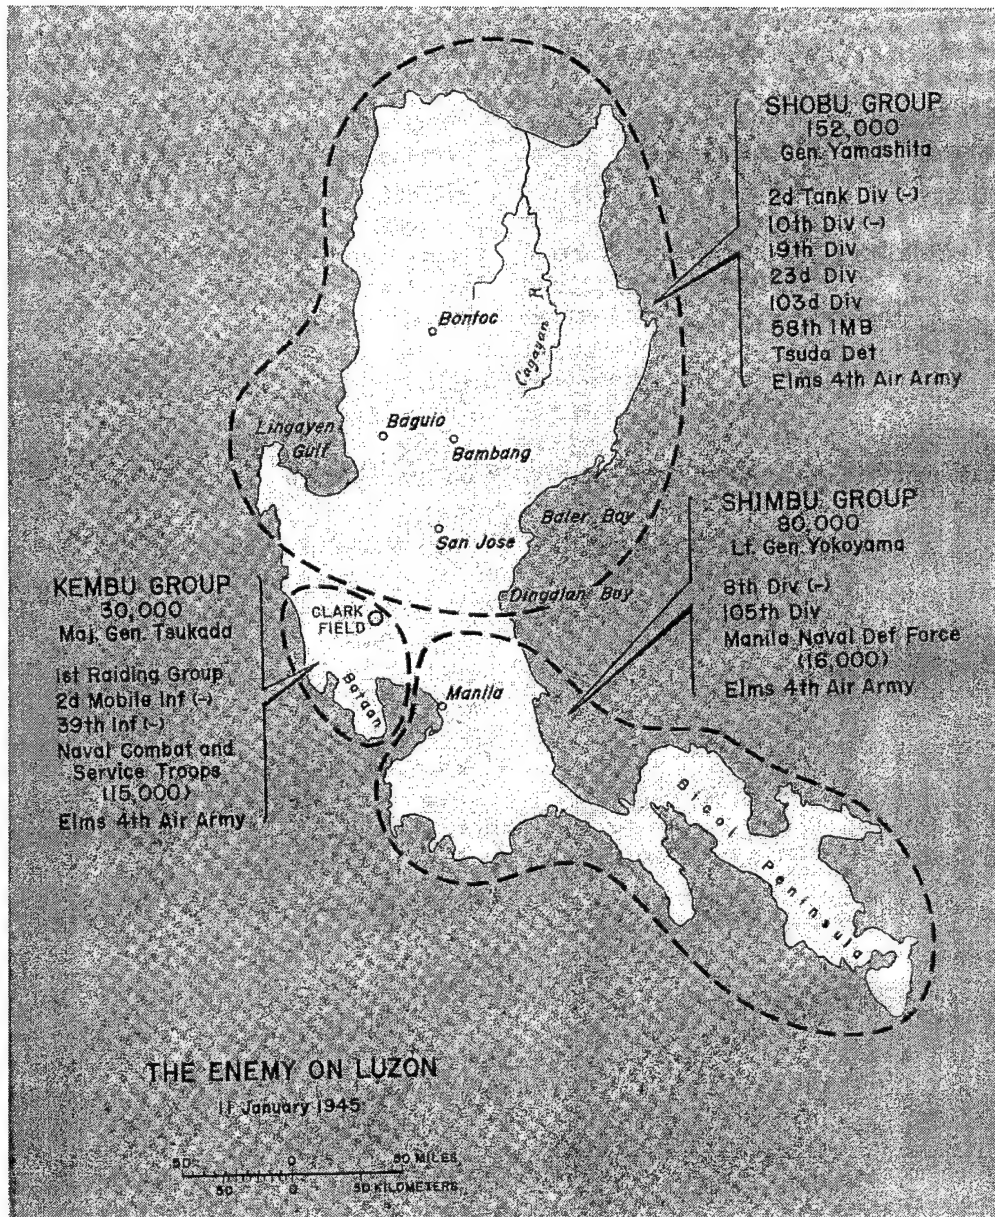 SHOBU GROUP
152,000
Gen. Yamashita
2d Tank Div (-)
10th Div (-)
19th Div
23d Div
103d Div
58th IMB
Tsuda Det
Elms 4th Air Army
Bontoc
Cagayan R
Lingayen
Gulf
Baguio
Bambang
San Jose
Baler Bay
Dingalan Bay
SHIMBU GROUP
80,000
Lt. Gen. Yokoyama
8th Div (-)
105th Div
Manila Naval Def Force
(16,000)
Elms 4th Air Army
KEMBU GROUP
30,000
Maj. Gen. Tsukada
1st Raiding Group
2d Mobile Inf (-)
39th Inf (-)
Naval Combat and
Service Troops
(15,000)
Elms 4th Air Army
CLARK
FIELD
Bataan
Manila
Bicol Peninsula
THE ENEMY ON LUZON
11 January 1945
50 0 50 MILES
50 0 50 KILOMETERS